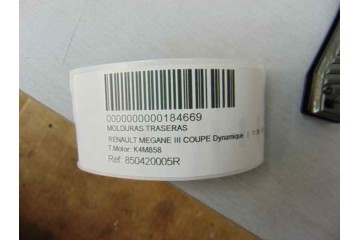 0000000000184669
MOLDURAS TRASERAS
RENAULT MEGANE III COUPE Dynamique
T.Motor: K4M858
Ref: 850420005R